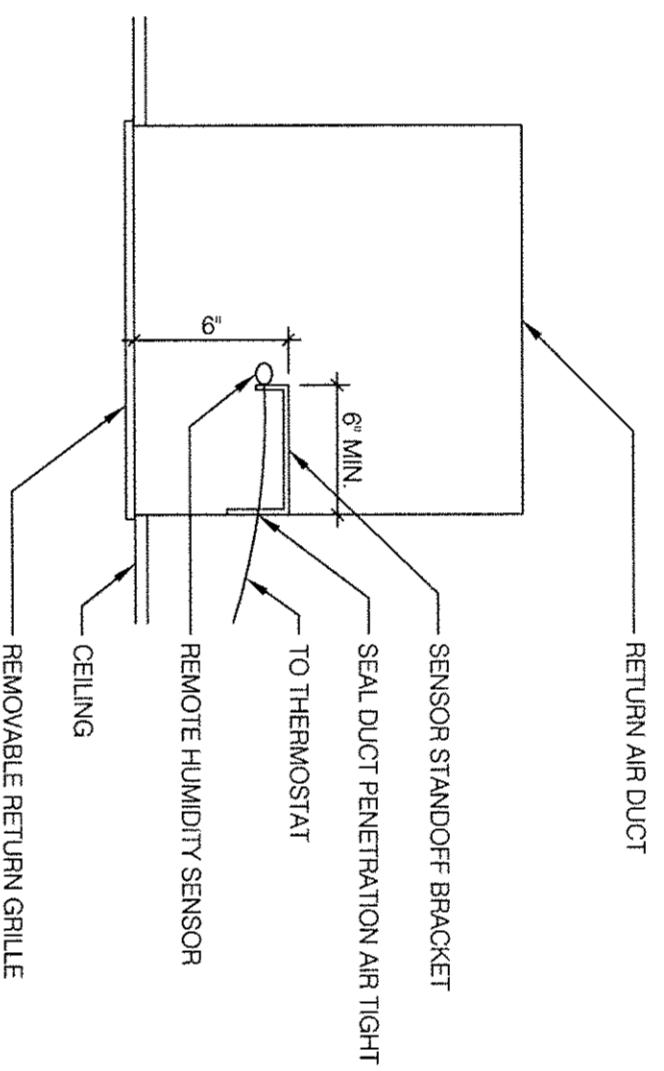 RETURN AIR DUCT
SENSOR STANDOFF BRACKET
SEAL DUCT PENETRATION AIR TIGHT
TO THERMOSTAT
REMOTE HUMIDITY SENSOR
CEILING
REMOVABLE RETURN GRILLE
6"
6" MIN.